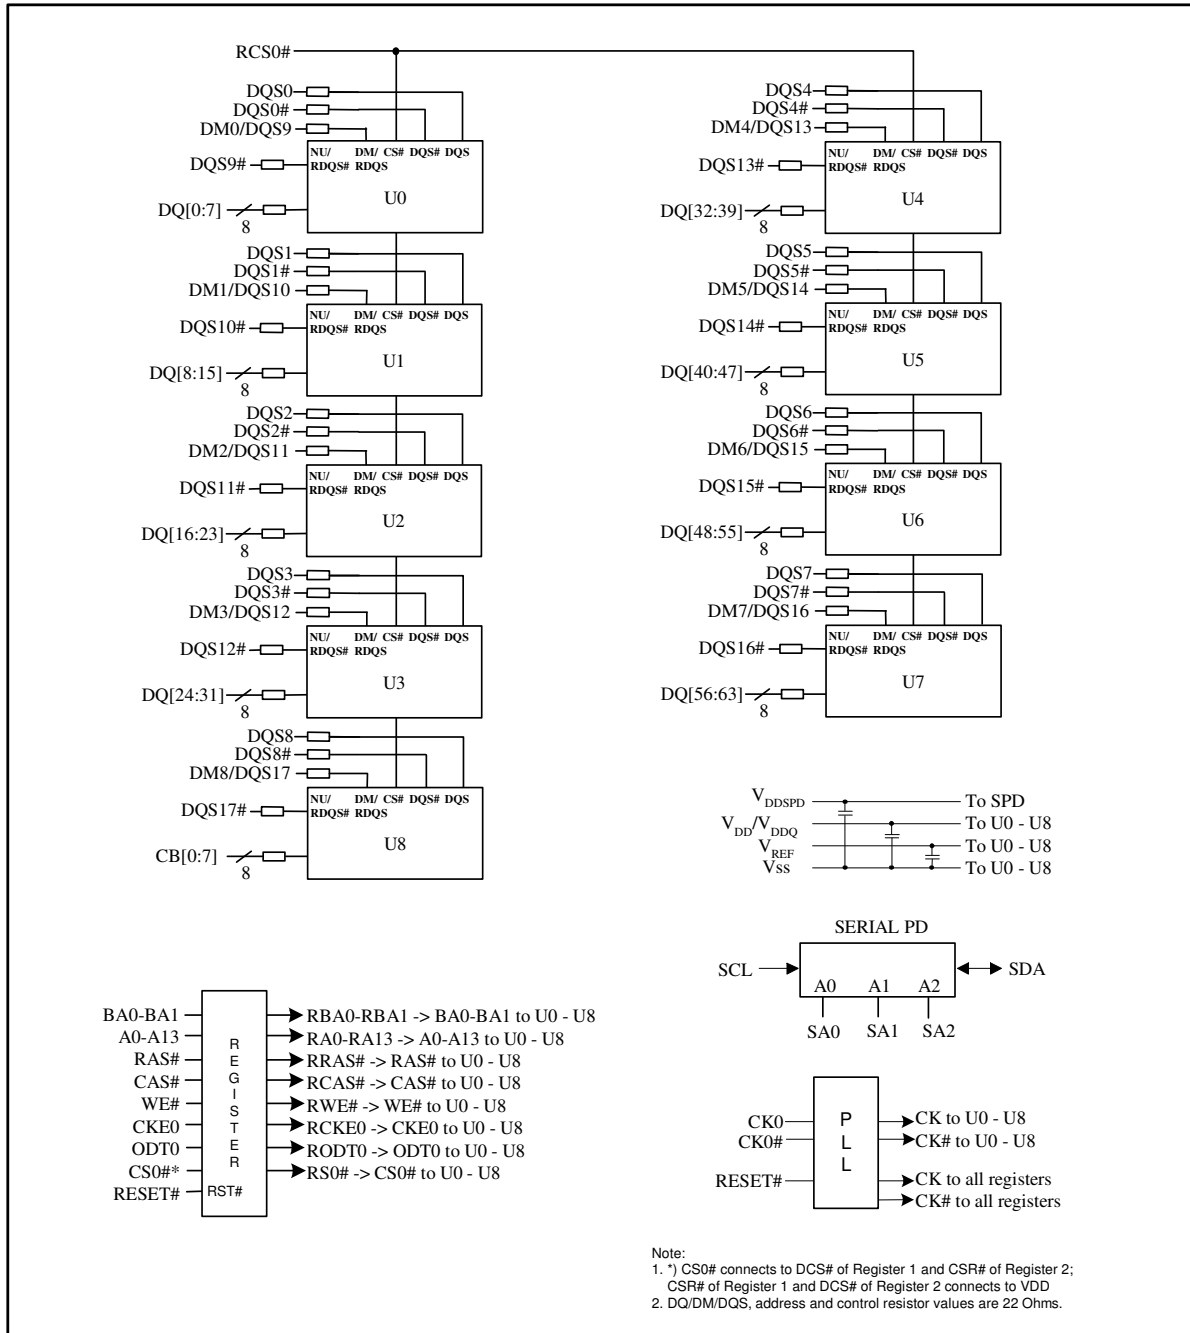 RCS0#
DQS0
DQS0#
DM0/DQS9
NU/ DM/ CS# DQS# DQS
RDQS# RDQS
DQS9#
U0
DQ[0:7]
8
DQS1
DQS1#
DM1/DQS10
NU/ DM/ CS# DQS# DQS
RDQS# RDQS
DQS10#
U1
DQ[8:15]
8
DQS2
DQS2#
DM2/DQS11
NU/ DM/ CS# DQS# DQS
RDQS# RDQS
DQS11#
U2
DQ[16:23]
8
DQS3
DQS3#
DM3/DQS12
NU/ DM/ CS# DQS# DQS
RDQS# RDQS
DQS12#
U3
DQ[24:31]
8
DQS8
DQS8#
DM8/DQS17
NU/ DM/ CS# DQS# DQS
RDQS# RDQS
DQS17#
U8
CB[0:7]
8
DQS4
DQS4#
DM4/DQS13
NU/ DM/ CS# DQS# DQS
RDQS# RDQS
DQS13#
U4
DQ[32:39]
8
DQS5
DQS5#
DM5/DQS14
NU/ DM/ CS# DQS# DQS
RDQS# RDQS
DQS14#
U5
DQ[40:47]
8
DQS6
DQS6#
DM6/DQS15
NU/ DM/ CS# DQS# DQS
RDQS# RDQS
DQS15#
U6
DQ[48:55]
8
DQS7
DQS7#
DM7/DQS16
NU/ DM/ CS# DQS# DQS
RDQS# RDQS
DQS16#
U7
DQ[56:63]
8
VDDSPD To SPD
VDD/VDDQ To U0 - U8
VREF To U0 - U8
VSS To U0 - U8
SERIAL PD
SCL SDA
A0 A1 A2
SA0 SA1 SA2
BA0-BA1 RBA0-RBA1 -> BA0-BA1 to U0 - U8
A0-A13 RA0-RA13 -> A0-A13 to U0 - U8
RAS# RRAS# -> RAS# to U0 - U8
CAS# RCAS# -> CAS# to U0 - U8
WE# RWE# -> WE# to U0 - U8
CKE0 RCKE0 -> CKE0 to U0 - U8
ODT0 RODT0 -> ODT0 to U0 - U8
CS0#* RS0# -> CS0# to U0 - U8
RESET# RST#
REGISTER
CK0 CK to U0 - U8
CK0# CK# to U0 - U8
PLL
RESET# CK to all registers
CK# to all registers
Note:
1. *) CS0# connects to DCS# of Register 1 and CSR# of Register 2;
CSR# of Register 1 and DCS# of Register 2 connects to VDD
2. DQ/DM/DQS, address and control resistor values are 22 Ohms.